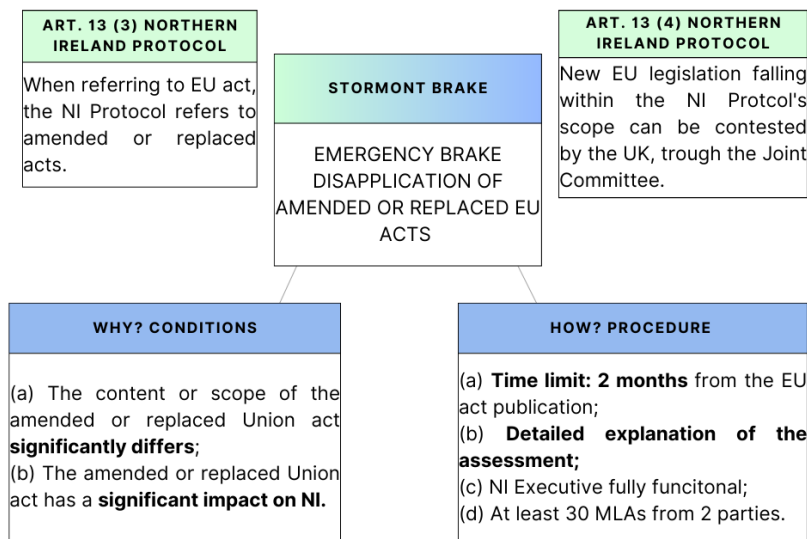 ART. 13 (3) NORTHERN
IRELAND PROTOCOL
When referring to EU act,
the NI Protocol refers to
amended or replaced
acts.
STORMONT BRAKE
EMERGENCY BRAKE
DISAPPLICATION OF
AMENDED OR REPLACED EU
ACTS
ART. 13 (4) NORTHERN
IRELAND PROTOCOL
New EU legislation falling
within the NI Protcol's
scope can be contested
by the UK, trough the Joint
Committee.
WHY? CONDITIONS
(a) The content or scope of the
amended or replaced Union act
significantly differs;
(b) The amended or replaced Union
act has a significant impact on NI.
HOW? PROCEDURE
(a) Time limit: 2 months from the EU
act publication;
(b) Detailed explanation of the
assessment;
(c) NI Executive fully funcitonal;
(d) At least 30 MLAs from 2 parties.